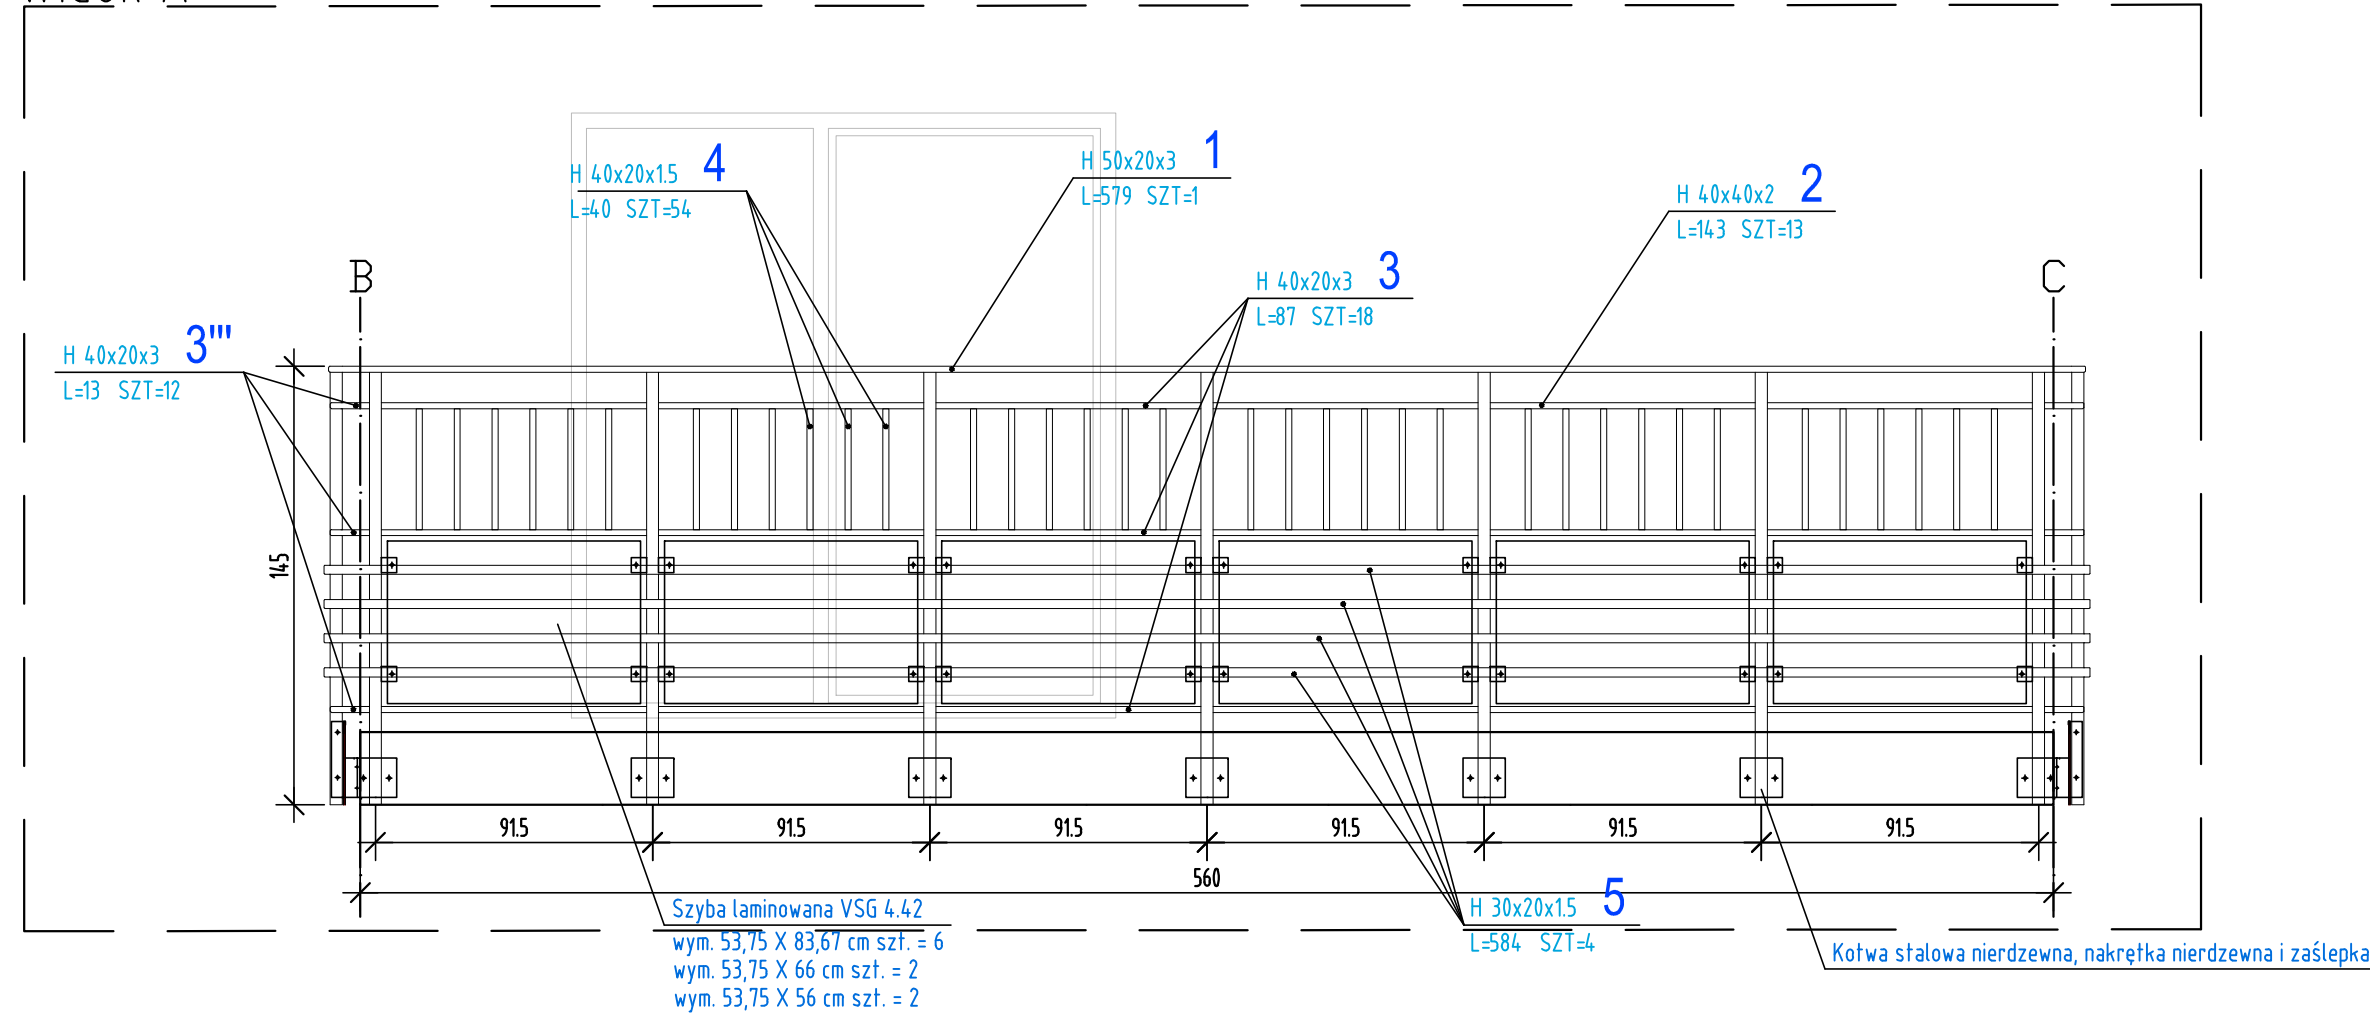 H 40x20x1.5 4
L=40 SZT=54
H 50x20x3 1
L=579 SZT=1
H 40x40x2 2
L=143 SZT=13
B
H 40x20x3 3
L=87 SZT=18
C
H 40x20x3 3'''
L=13 SZT=12
145
91.5 91.5 91.5 91.5 91.5 91.5
560
Szyba laminowana VSG 4.42
wym. 53,75 X 83,67 cm szt. = 6
wym. 53,75 X 66 cm szt. = 2
wym. 53,75 X 56 cm szt. = 2
H 30x20x1.5 5
L=584 SZT=4
Kotwa stalowa nierdzewna, nakrętka nierdzewna i zaślepka